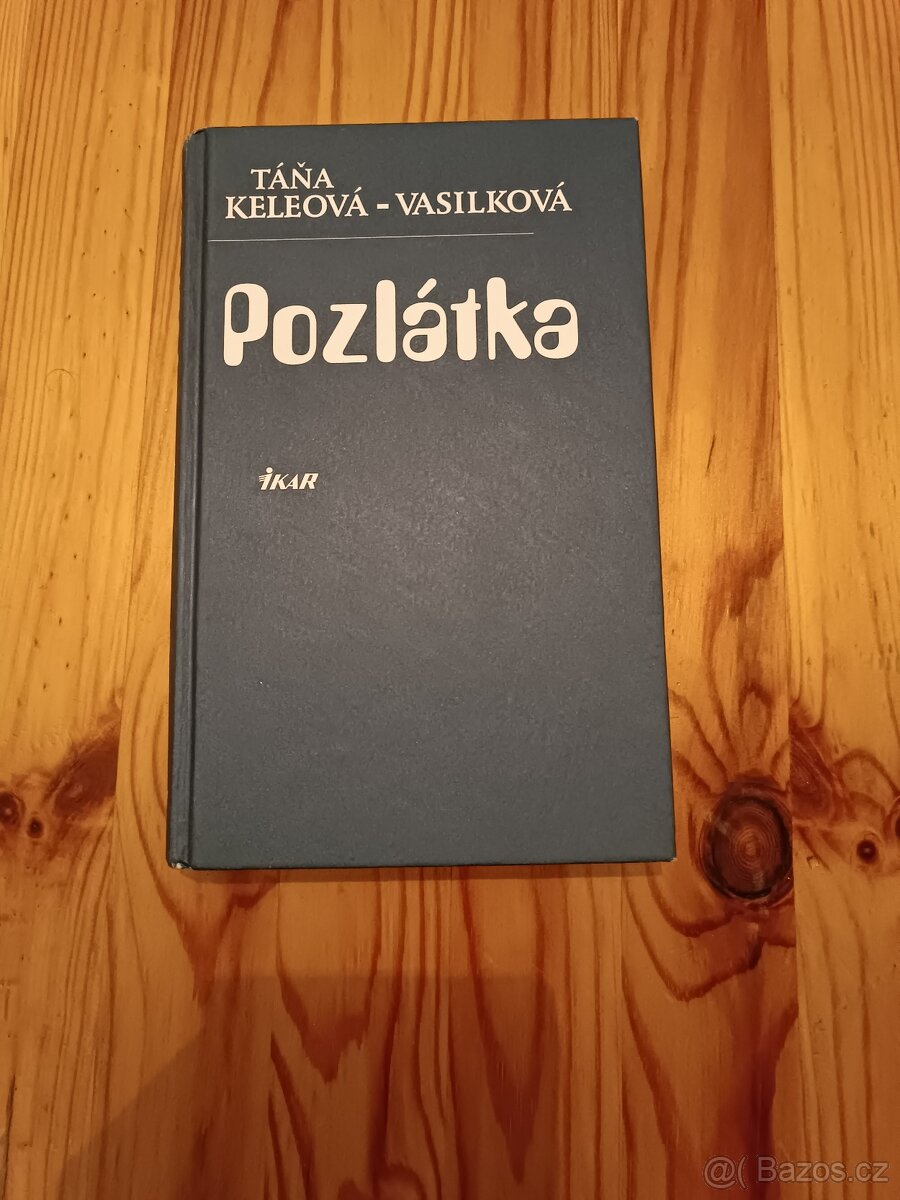 TÁŇA
KELEOVÁ - VASILKOVÁ
Pozlátka
iKAR
@( Bazos.cz